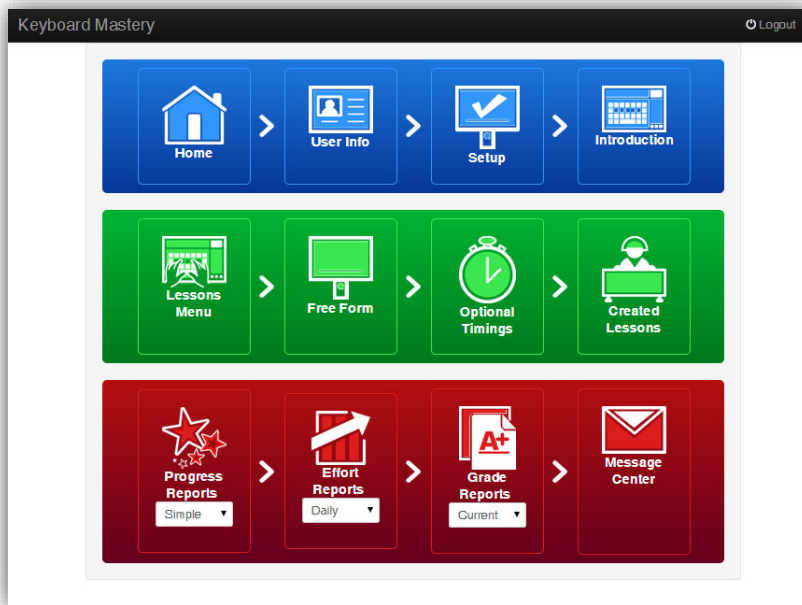 Keyboard Mastery
Logout
Home
User Info
Setup
Introduction
Lessons
Menu
Free Form
Optional
Timings
Created
Lessons
Progress
Reports
Simple
Effort
Reports
Daily
A+
Grade
Reports
Current
Message
Center